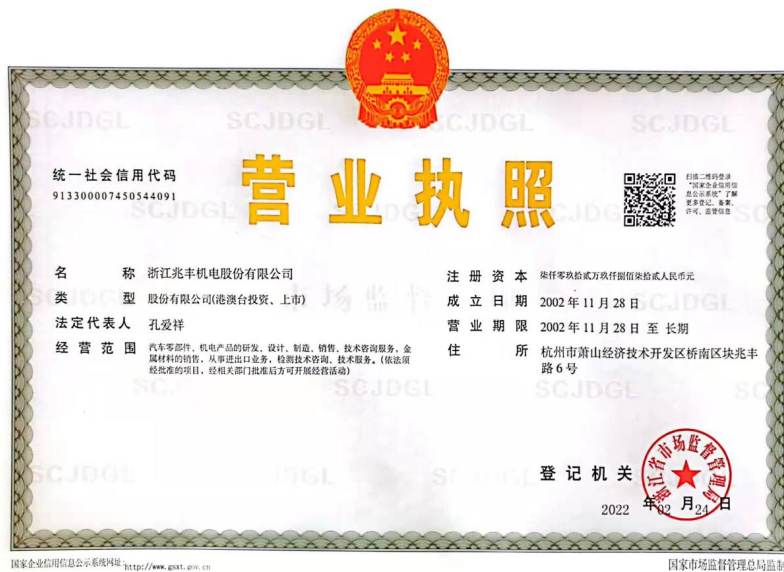 营业执照
统一社会信用代码
913300007450544091
扫描二维码登录
“国家企业信用信
息公示系统”了解
更多登记、备案、
许可、监管信息
名 称 浙江兆丰机电股份有限公司
类 型 股份有限公司(港澳台投资、上市)
法定代表人 孔爱祥
经营范围 汽车零部件、机电产品的研发、设计、制造、销售、技术咨询服务，金
属材料的销售，从事进出口业务，检测技术咨询、技术服务。(依法须
经批准的项目，经相关部门批准后方可开展经营活动)
注册资本 柒仟零玖拾贰万玖仟捌佰柒拾贰人民币元
成立日期 2002年11月28日
营业期限 2002年11月28日 至 长期
住 所 杭州市萧山经济技术开发区桥南区块兆丰
路6号
登记机关
浙江省市场监督管理局
2022 年 02 月 24 日
国家企业信用信息公示系统网址:http://www.gsxt.gov.cn
国家市场监督管理总局监制
SCJDGL
市场监督